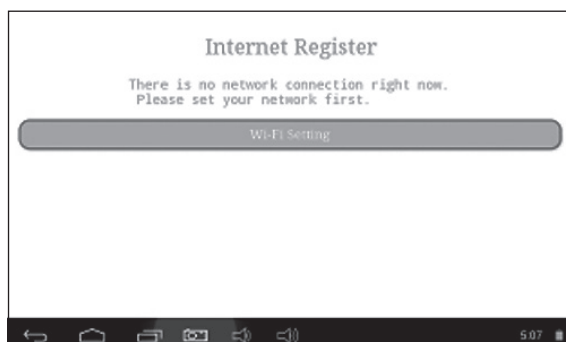 Internet Register
There is no network connection right now.
Please set your network first.
Wi-Fi Setting
5:07